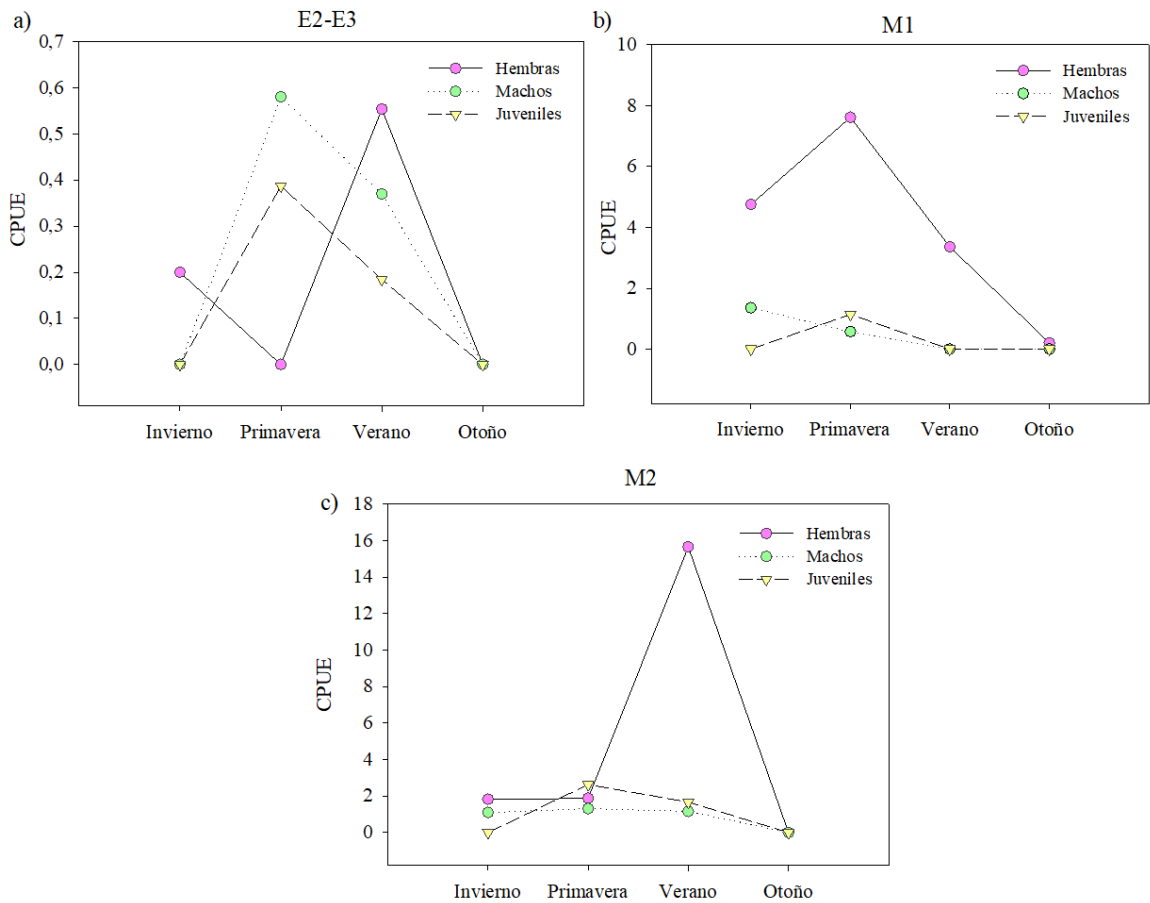 a)
E2-E3
0,7
0,6
0,5
0,4
0,3
0,2
0,1
0,0
CPUE
Hembras
Machos
Juveniles
Invierno Primavera Verano Otoño
b)
M1
10
8
6
4
2
0
CPUE
Hembras
Machos
Juveniles
Invierno Primavera Verano Otoño
c)
M2
18
16
14
12
10
8
6
4
2
0
CPUE
Hembras
Machos
Juveniles
Invierno Primavera Verano Otoño